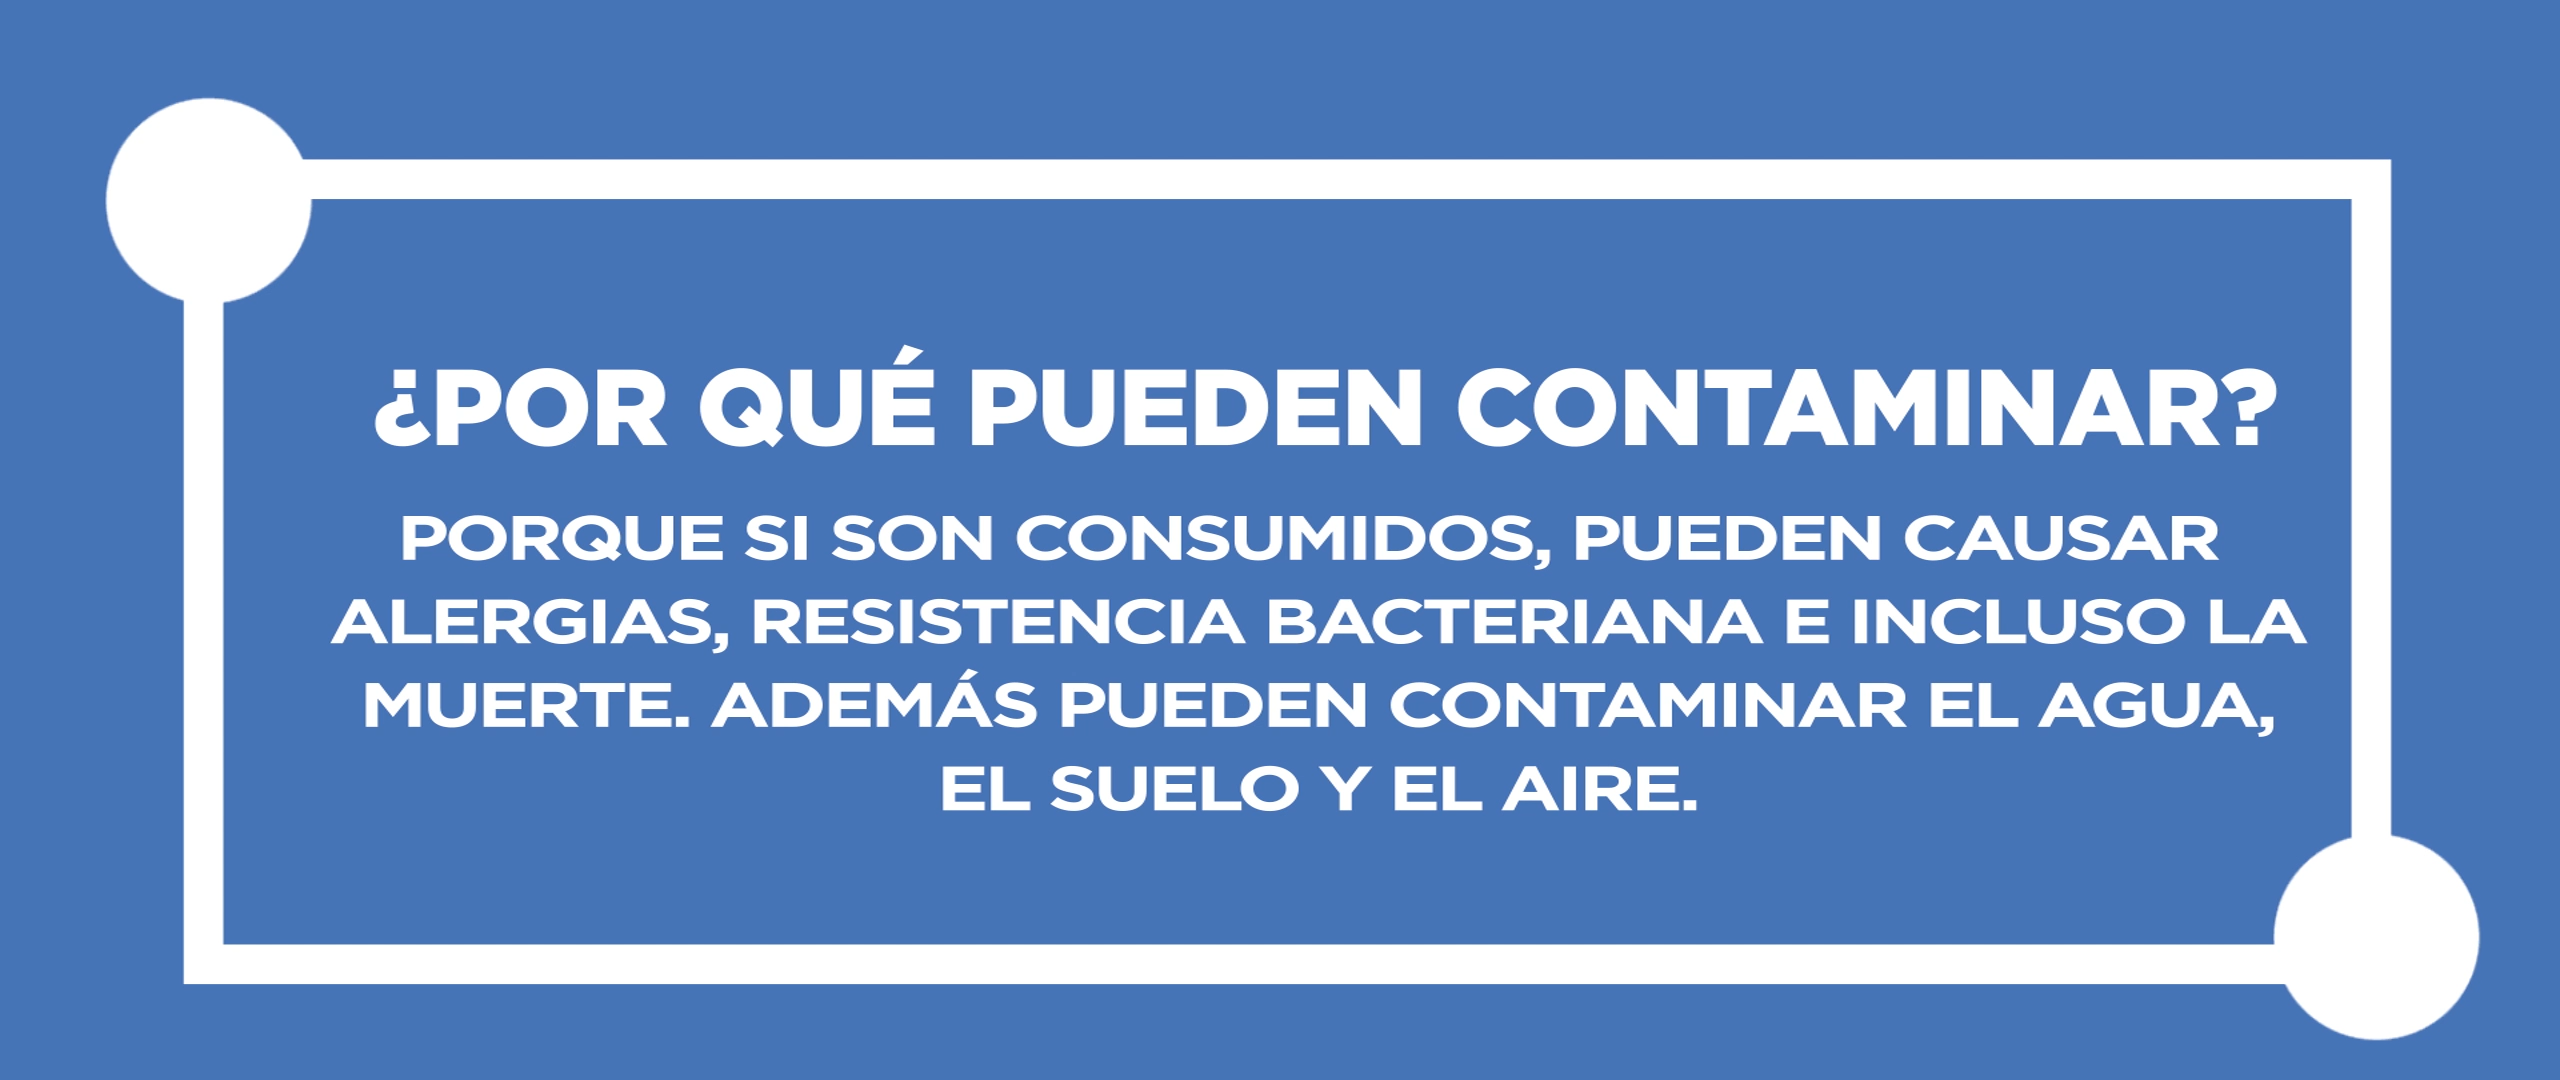 ¿POR QUÉ PUEDEN CONTAMINAR?
PORQUE SI SON CONSUMIDOS, PUEDEN CAUSAR
ALERGIAS, RESISTENCIA BACTERIANA E INCLUSO LA
MUERTE. ADEMÁS PUEDEN CONTAMINAR EL AGUA,
EL SUELO Y EL AIRE.